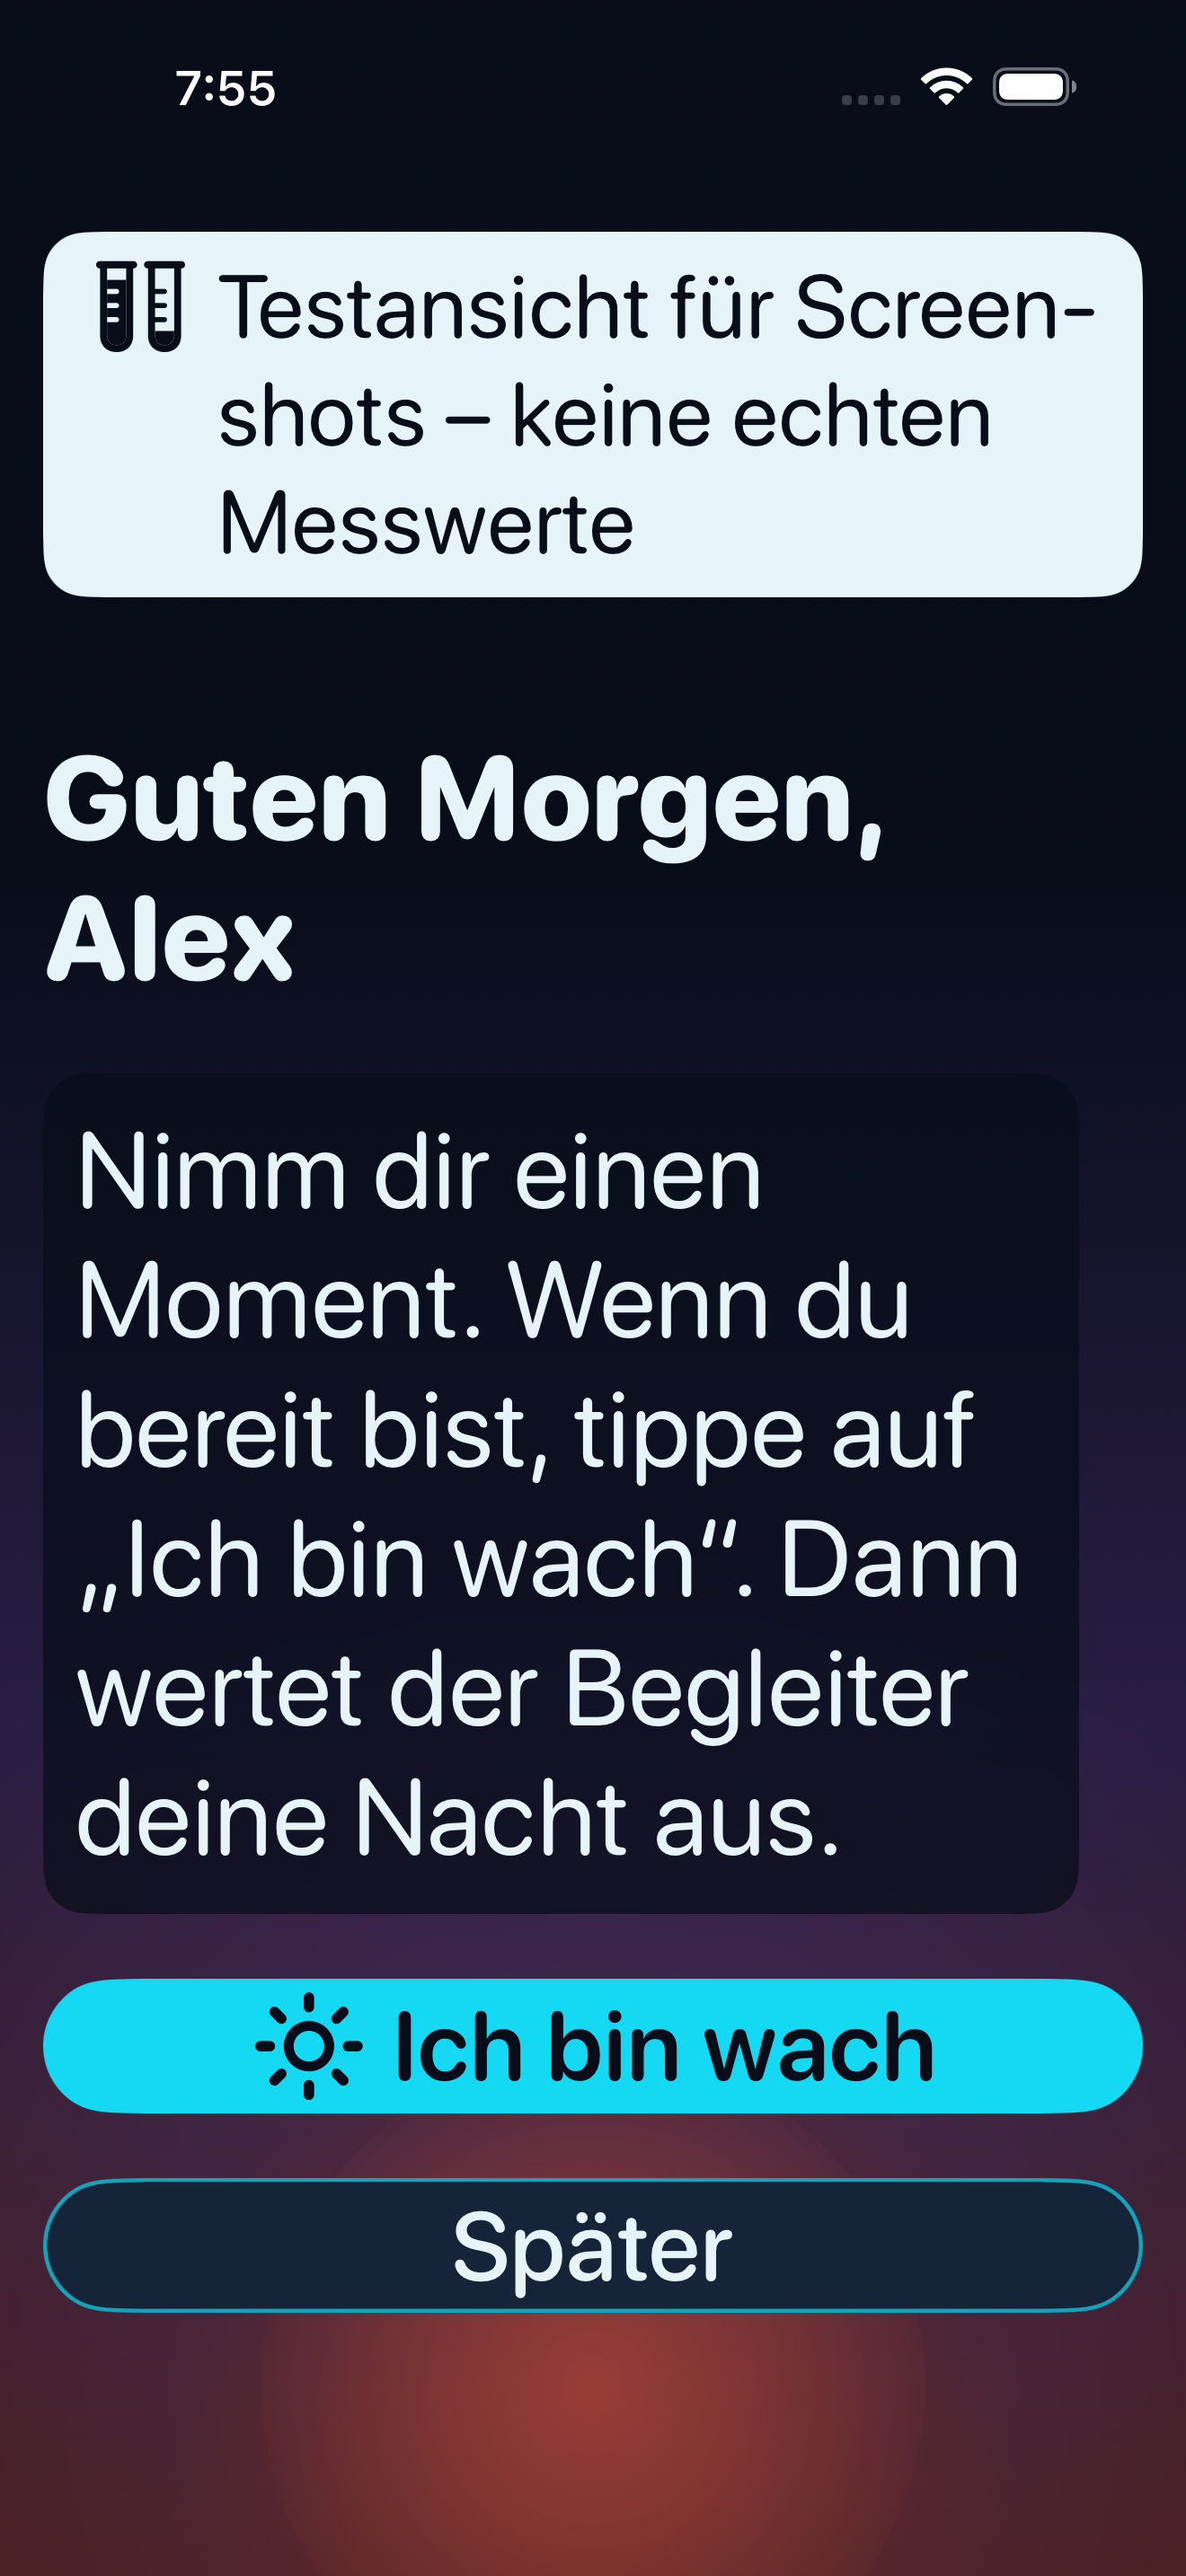 7:55
Testansicht für Screen-
shots – keine echten
Messwerte
Guten Morgen,
Alex
Nimm dir einen
Moment. Wenn du
bereit bist, tippe auf
„Ich bin wach“. Dann
wertet der Begleiter
deine Nacht aus.
Ich bin wach
Später